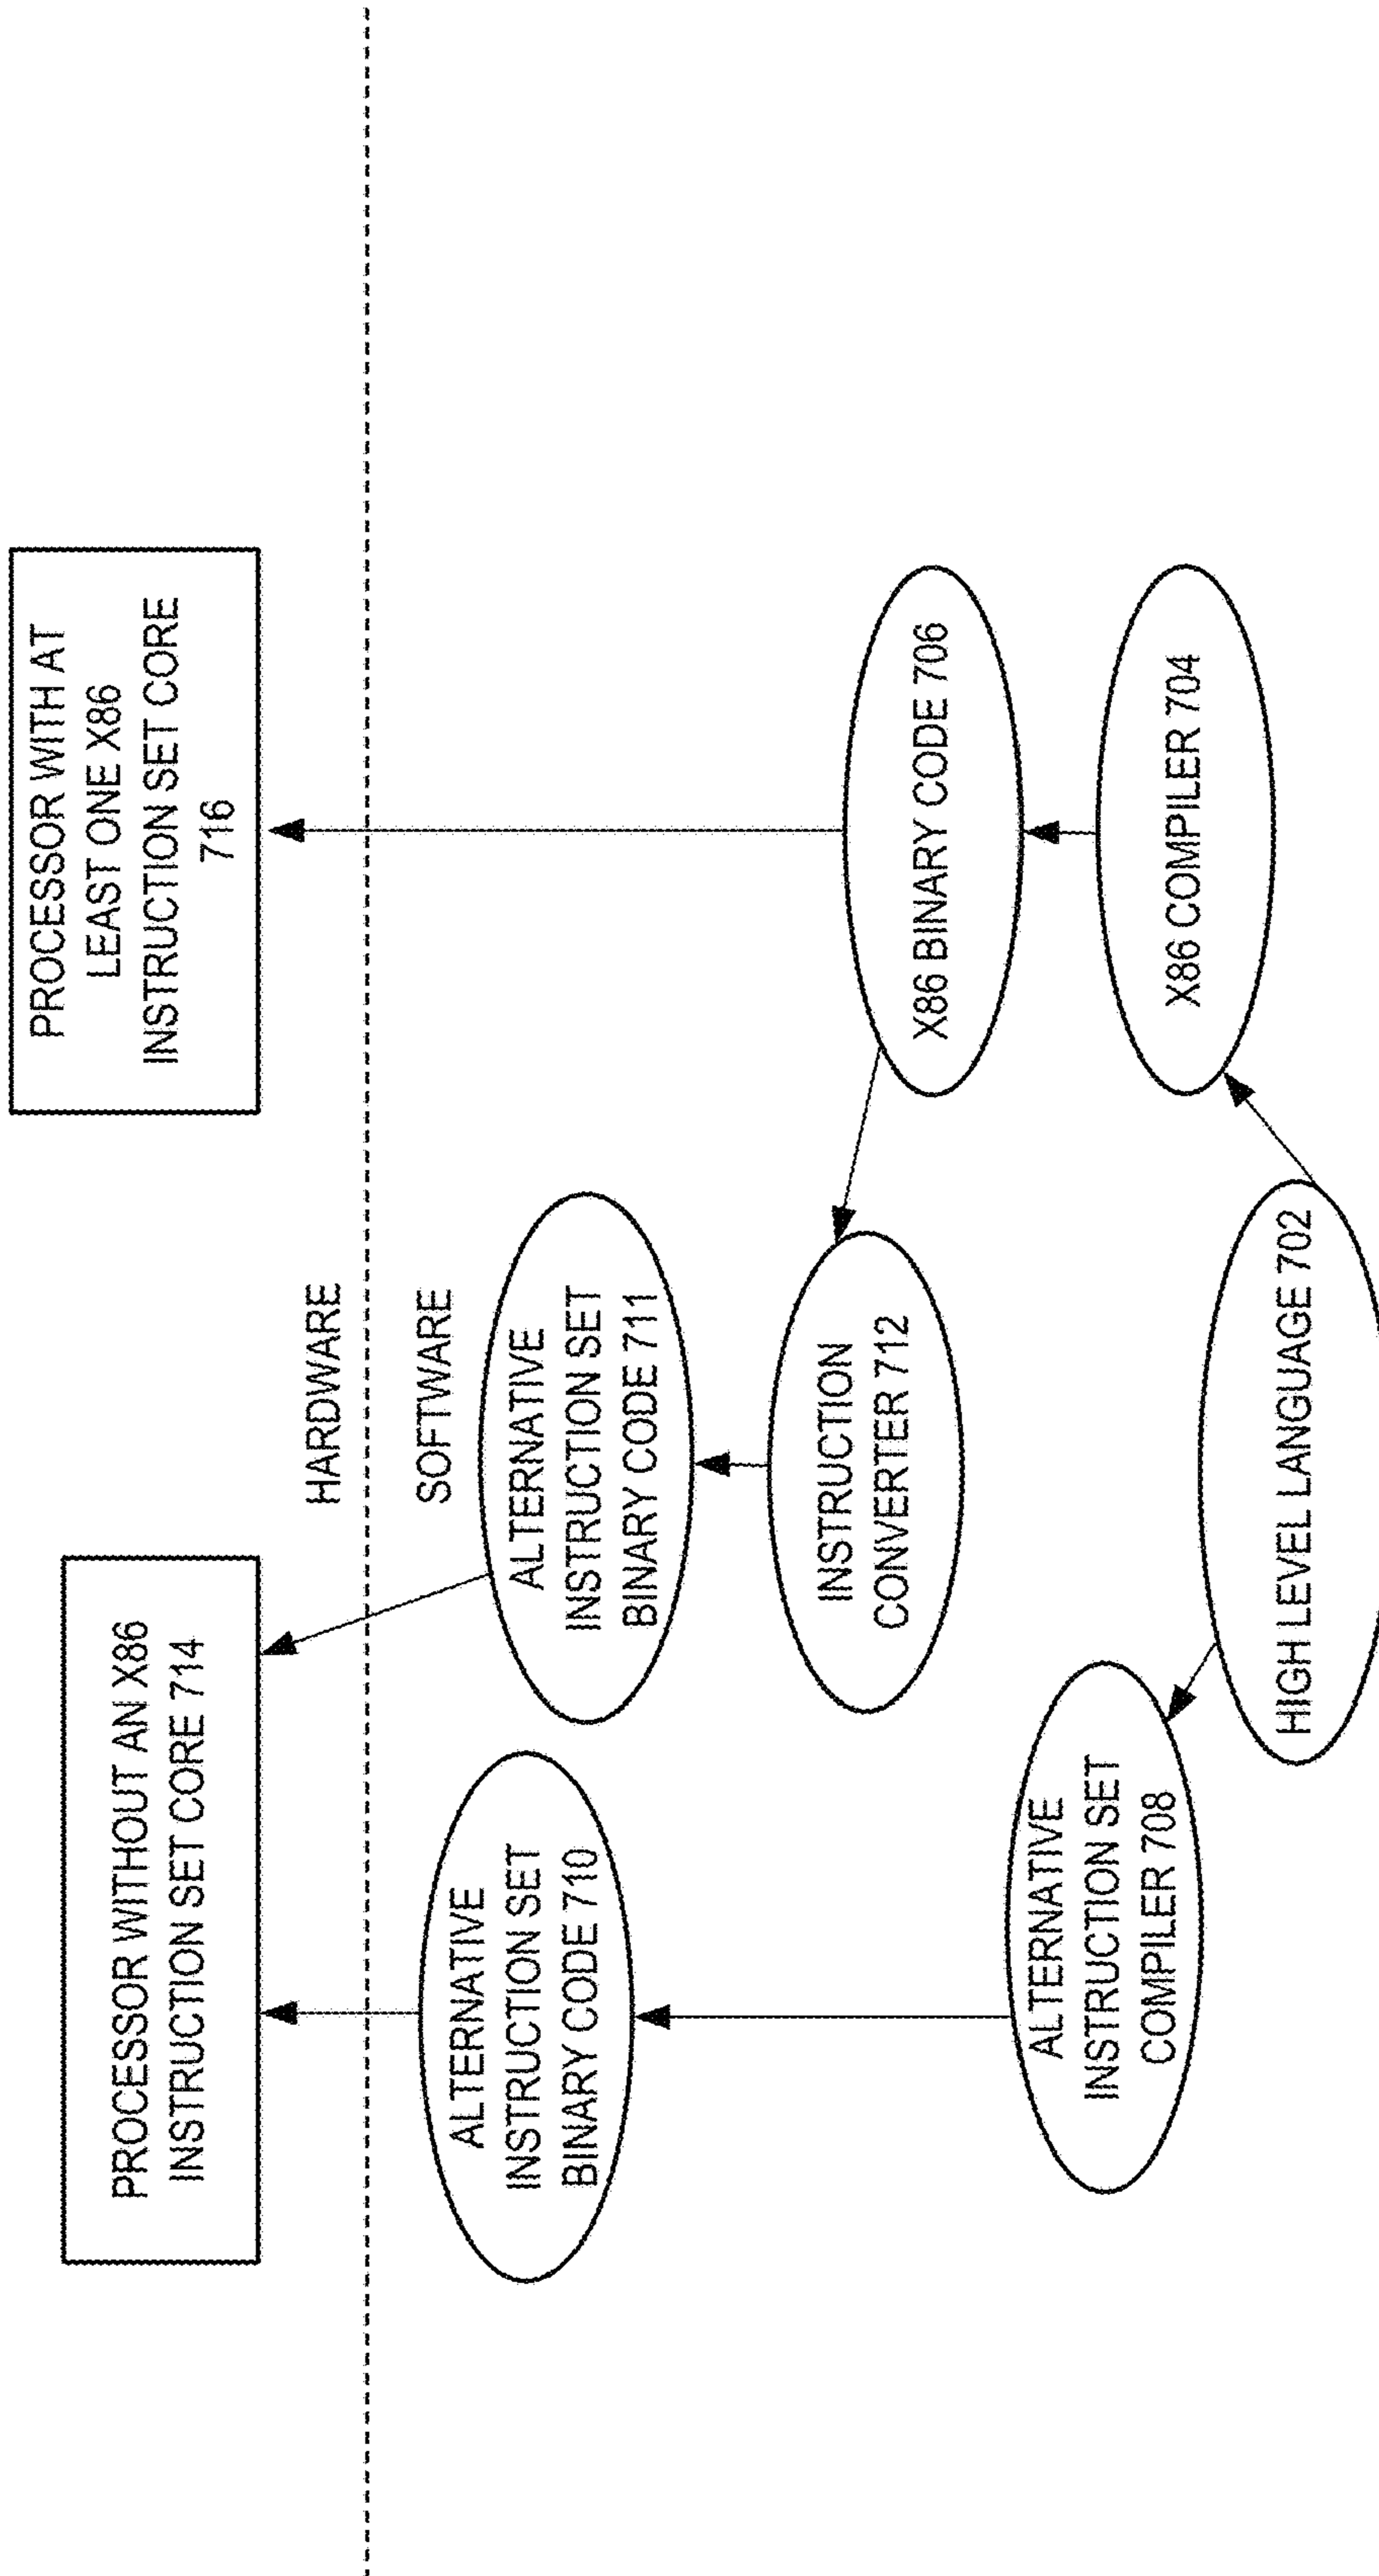 PROCESSOR WITHOUT AN X86
INSTRUCTION SET CORE 714
PROCESSOR WITH AT
LEAST ONE X86
INSTRUCTION SET CORE
716
HARDWARE
SOFTWARE
ALTERNATIVE
INSTRUCTION SET
BINARY CODE 710
ALTERNATIVE
INSTRUCTION SET
BINARY CODE 711
INSTRUCTION
CONVERTER 712
X86 BINARY CODE 706
ALTERNATIVE
INSTRUCTION SET
COMPILER 708
X86 COMPILER 704
HIGH LEVEL LANGUAGE 702